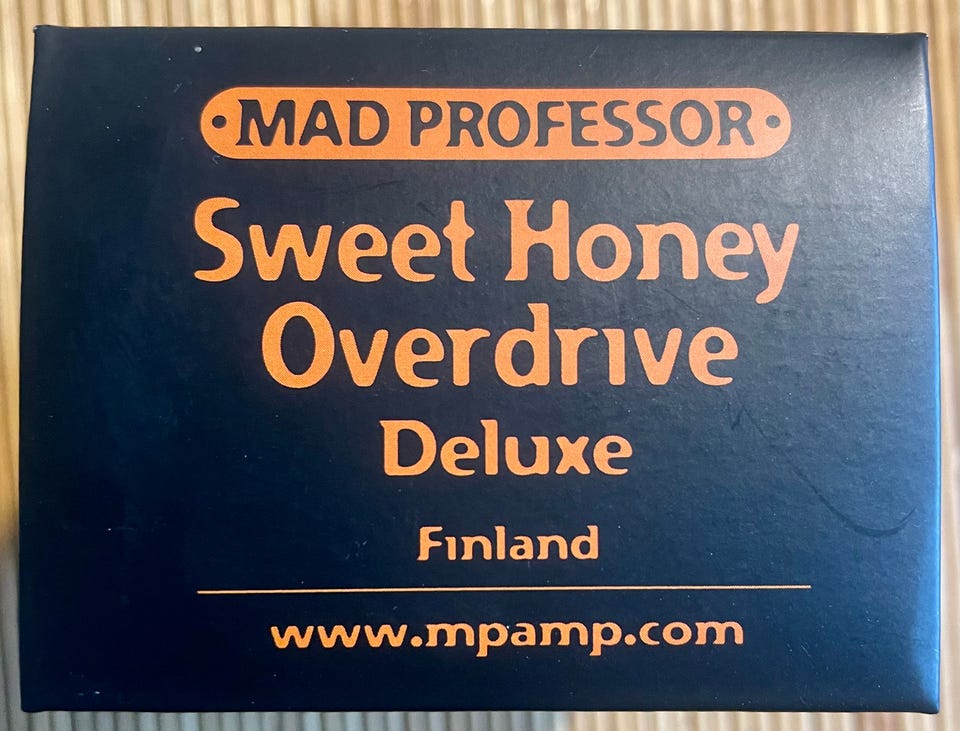 MAD PROFESSOR
Sweet Honey
Overdrive
Deluxe
Finland
www.mpamp.com